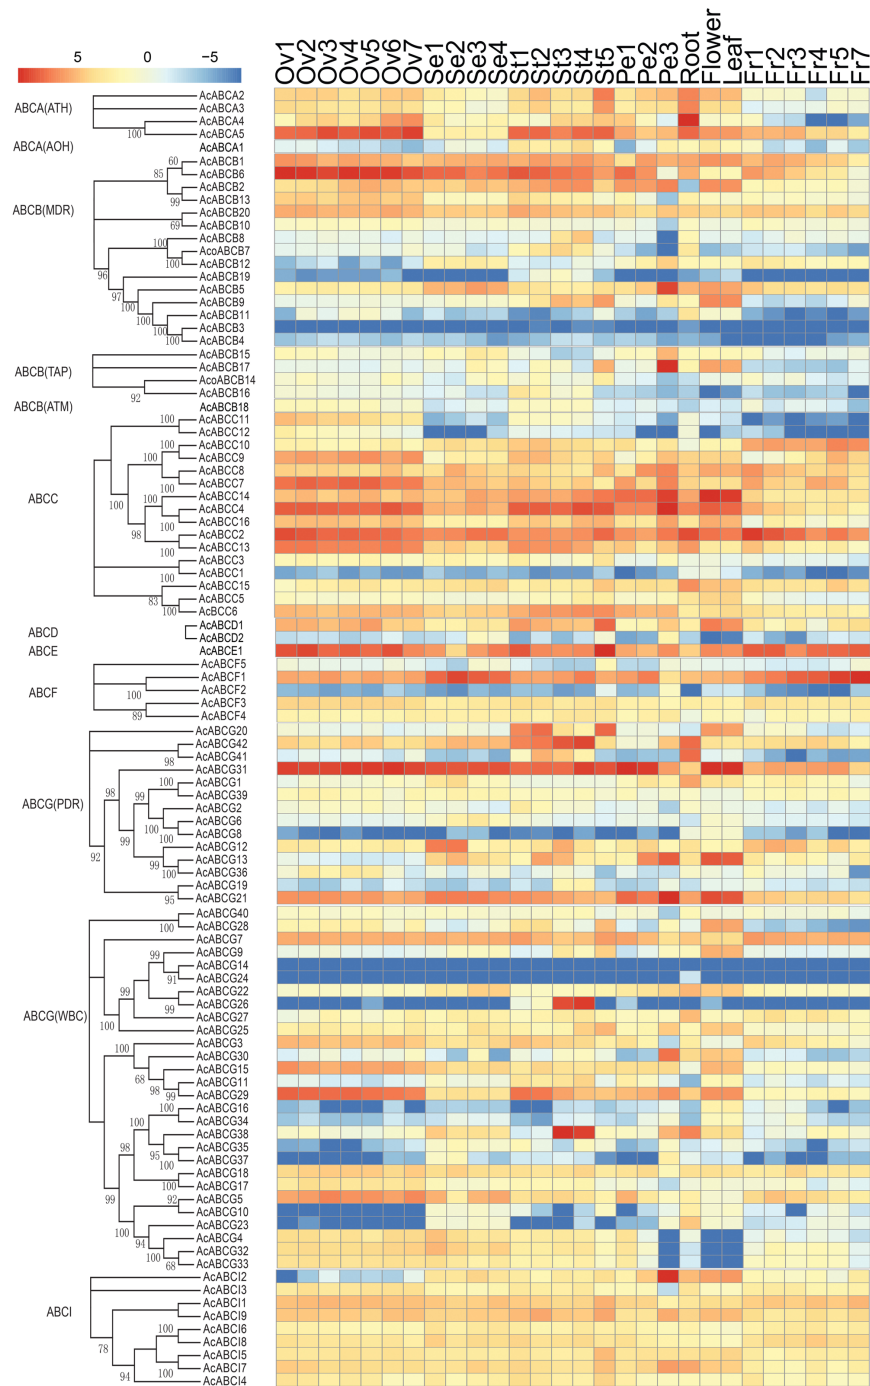 5 0 −5
Ov1 Ov2 Ov3 Ov4 Ov5 Ov6 Ov7 Se1 Se2 Se3 Se4 St1 St2 St3 St4 St5 Pe1 Pe2 Pe3 Root Flower Leaf Fr1 Fr2 Fr3 Fr4 Fr5 Fr7
ABCA(ATH)
AcABCA2
AcABCA3
AcABCA4
100 AcABCA5
ABCA(AOH) AcABCA1
ABCB(MDR)
60 AcABCB1
85 AcABCB6
AcABCB2
99 AcABCB13
AcABCB20
69 AcABCB10
100 AcABCB8
AcoABCB7
100 AcABCB12
96 AcABCB19
97 AcABCB5
100 AcABCB9
100 AcABCB11
100 AcABCB3
100 AcABCB4
ABCB(TAP)
AcABCB15
AcABCB17
AcoABCB14
92 AcABCB16
ABCB(ATM) AcABCB18
ABCC
100 AcABCC11
AcABCC12
100 AcABCC10
100 AcABCC9
AcABCC8
100 AcABCC7
100 AcABCC14
100 AcABCC4
100 AcABCC16
98 AcABCC2
100 AcABCC13
AcABCC3
100 AcABCC1
AcABCC15
83 AcABCC5
100 AcBCC6
ABCD
AcABCD1
AcABCD2
ABCE AcABCE1
ABCF
AcABCF5
AcABCF1
100 AcABCF2
AcABCF3
89 AcABCF4
ABCG(PDR)
AcABCG20
AcABCG42
98 AcABCG41
AcABCG31
100 AcABCG1
98 99 AcABCG39
AcABCG2
100 AcABCG6
99 100 AcABCG8
AcABCG12
92 99 AcABCG13
100 AcABCG36
AcABCG19
95 AcABCG21
ABCG(WBC)
AcABCG40
100 AcABCG28
AcABCG7
99 AcABCG9
AcABCG14
91 AcABCG24
99 AcABCG22
99 AcABCG26
AcABCG27
100 AcABCG25
100 AcABCG3
AcABCG30
68 AcABCG15
98 AcABCG11
99 AcABCG29
100 AcABCG16
100 AcABCG34
AcABCG38
98 95 AcABCG35
100 AcABCG37
AcABCG18
100 AcABCG17
99 92 AcABCG5
AcABCG10
100 AcABCG23
94 AcABCG4
100 AcABCG32
68 AcABCG33
ABCI
AcABCI2
AcABCI3
AcABCI1
AcABCI9
100 AcABCI6
78 100 AcABCI8
AcABCI5
94 100 AcABCI7
AcABCI4